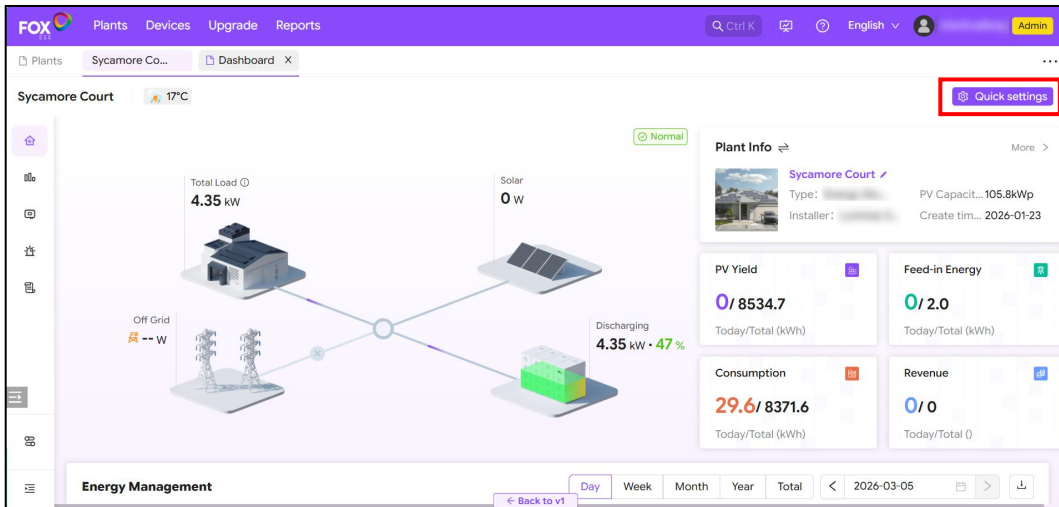 FOX ESS Plants Devices Upgrade Reports Ctrl K English Admin
Plants Sycamore Co... Dashboard X ...
Sycamore Court 17°C Quick settings
Normal
Total Load
4.35 kW
Solar
0 W
Off Grid
-- W
Discharging
4.35 kW · 47 %
Plant Info More >
Sycamore Court
Type:
PV Capacit... 105.8kWp
Installer:
Create tim... 2026-01-23
PV Yield
0/ 8534.7
Today/Total (kWh)
Feed-in Energy
0/ 2.0
Today/Total (kWh)
Consumption
29.6/ 8371.6
Today/Total (kWh)
Revenue
0/ 0
Today/Total ()
Energy Management Day Week Month Year Total < 2026-03-05 >
← Back to v1